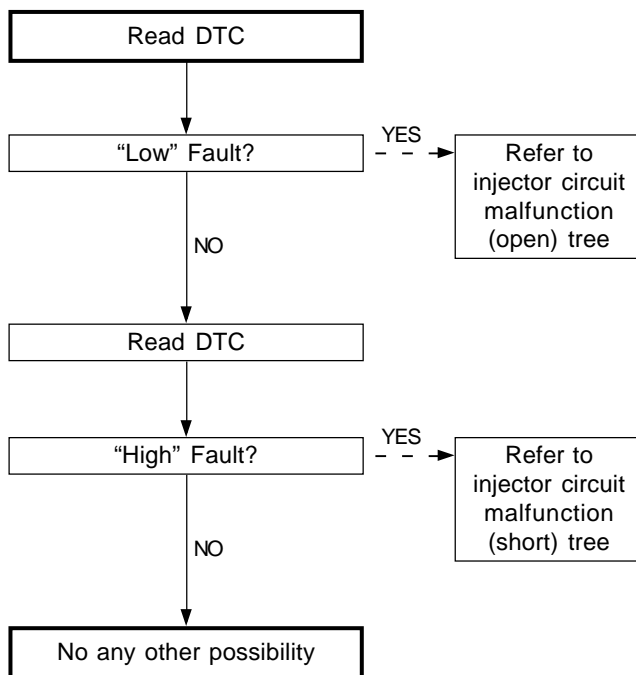 Read DTC
“Low” Fault?
YES
Refer to
injector circuit
malfunction
(open) tree
NO
Read DTC
“High” Fault?
YES
Refer to
injector circuit
malfunction
(short) tree
NO
No any other possibility